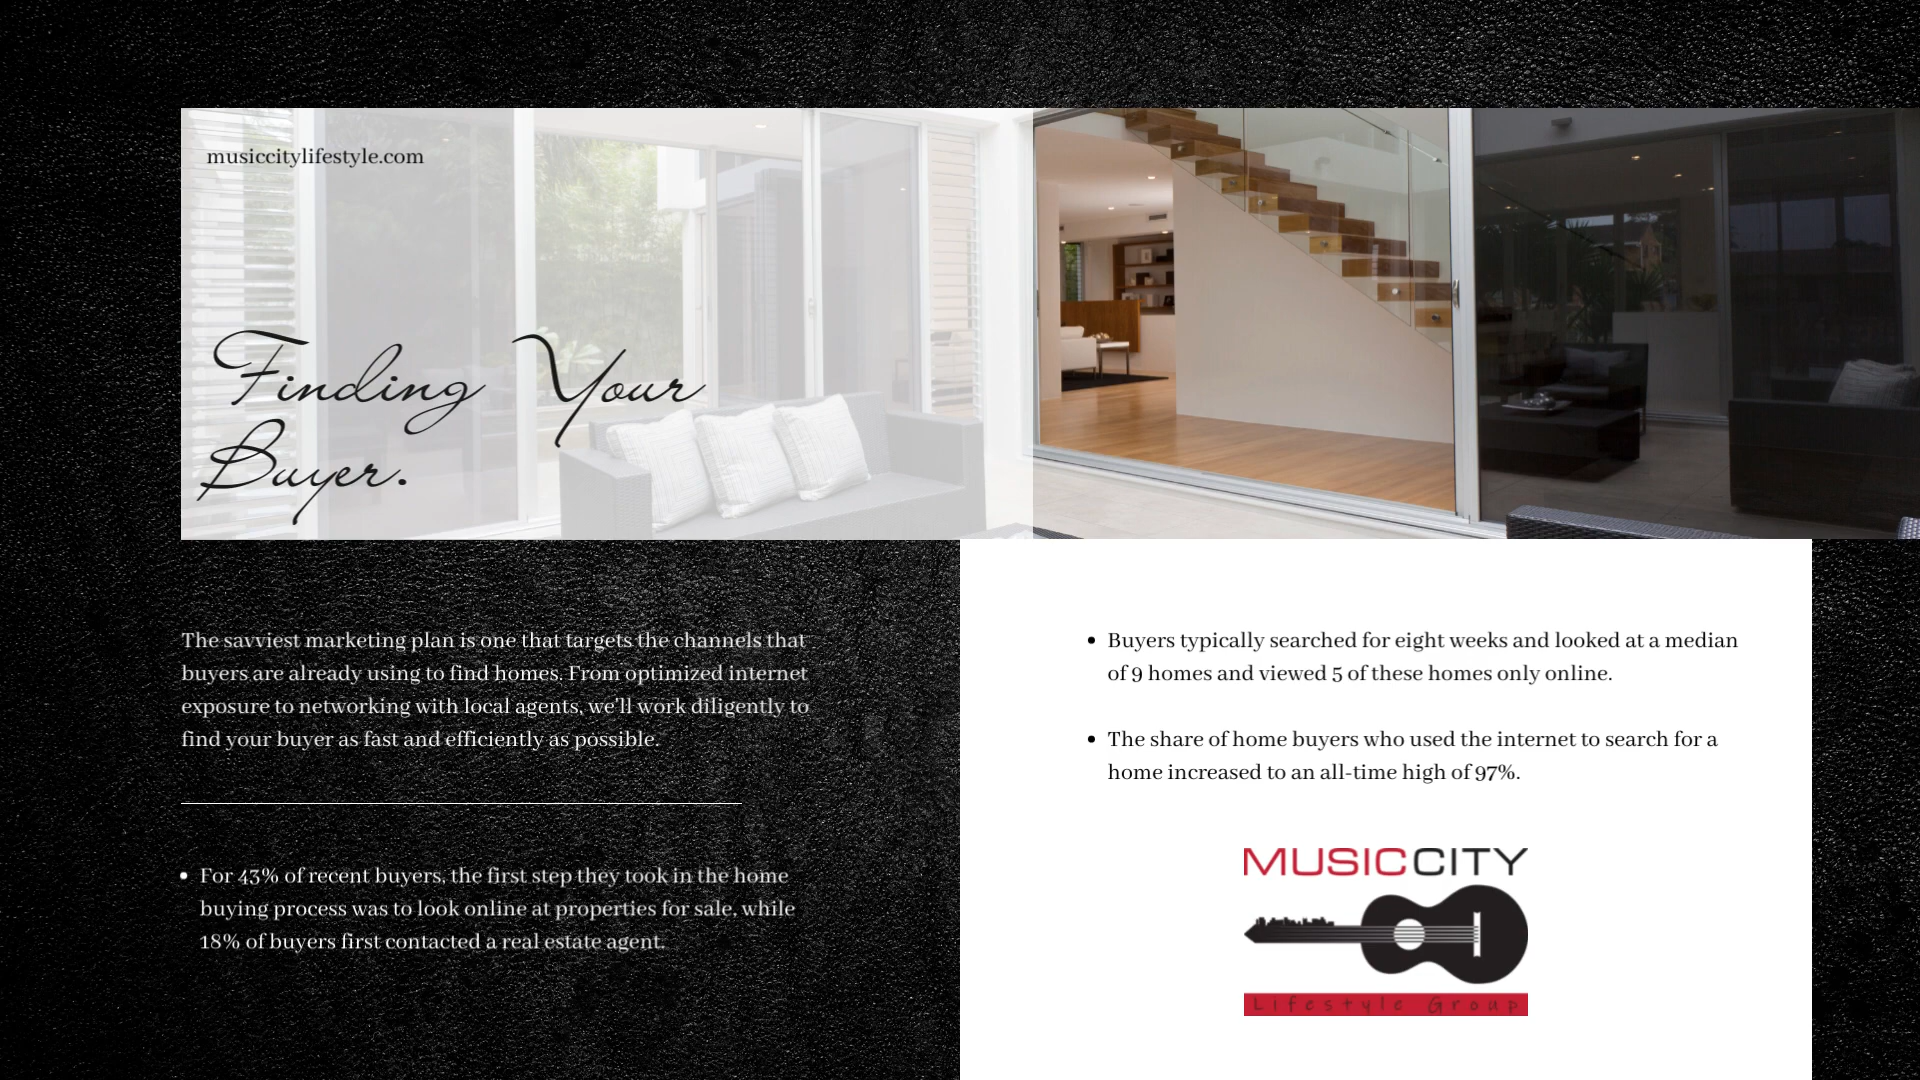 musiccitylifestyle.com
Finding Your
Buyer.
The savviest marketing plan is one that targets the channels that
buyers are already using to find homes. From optimized internet
exposure to networking with local agents, we'll work diligently to
find your buyer as fast and efficiently as possible.
• For 43% of recent buyers, the first step they took in the home
buying process was to look online at properties for sale, while
18% of buyers first contacted a real estate agent.
• Buyers typically searched for eight weeks and looked at a median
of 9 homes and viewed 5 of these homes only online.
• The share of home buyers who used the internet to search for a
home increased to an all-time high of 97%.
MUSICCITY
Lifestyle Group